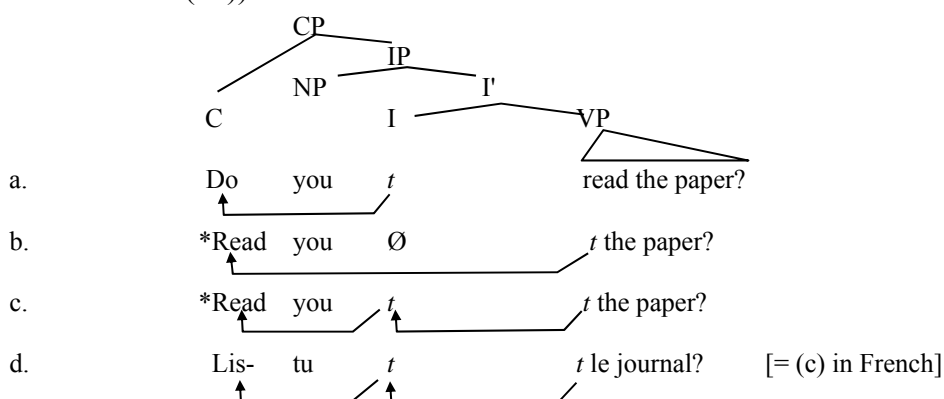 CP
IP
NP I'
C I VP
a. Do you t read the paper?
b. *Read you Ø t the paper?
c. *Read you t t the paper?
d. Lis- tu t t le journal? [= (c) in French]